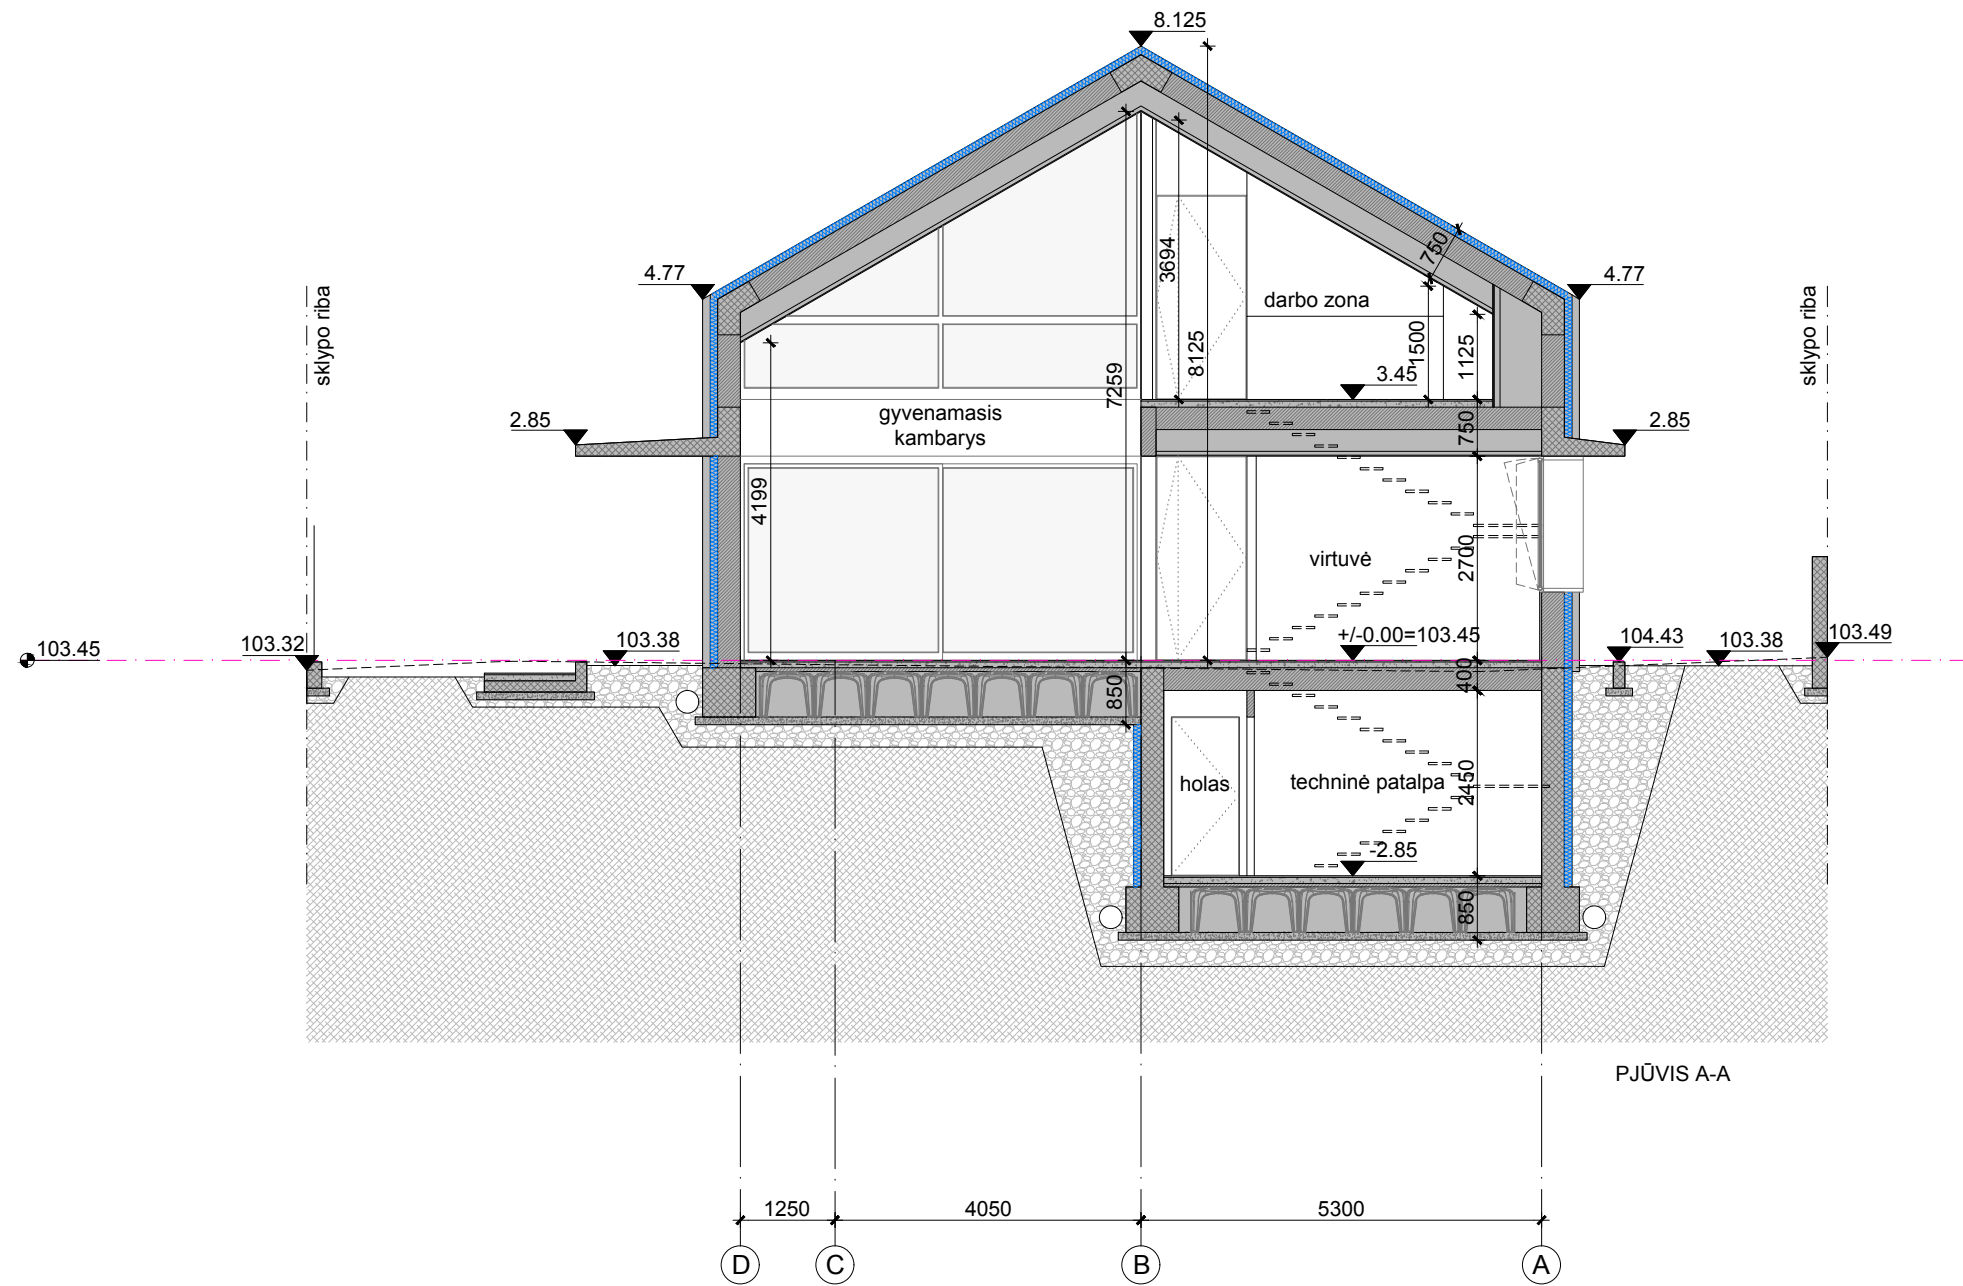 8.125
4.77
4.77
sklypo riba
sklypo riba
750
3694
darbo zona
8.125
1500
1125
7259
3.45
2.85
gyvenamasis
kambarys
750
2.85
4199
virtuvė
2700
103.45
103.32
103.38
+/-0.00=103.45
104.43
103.38
103.49
400
850
holas
techninė patalpa
2450
-2.85
850
PJŪVIS A-A
1250
4050
5300
D
C
B
A